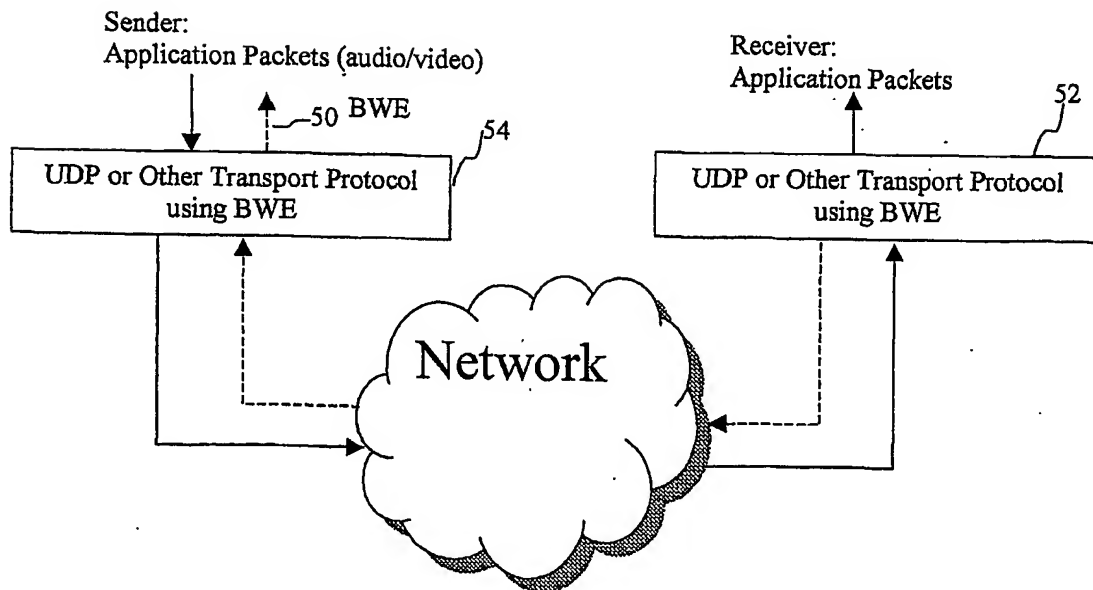 Sender:
Application Packets (audio/video)
50 BWE
54
UDP or Other Transport Protocol
using BWE
Receiver:
Application Packets
52
UDP or Other Transport Protocol
using BWE
Network